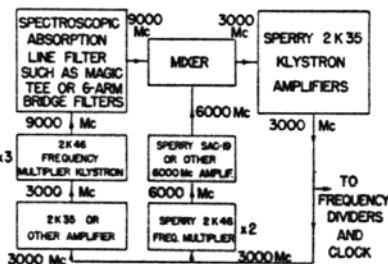 SPECTROSCOPIC
ABSORPTION
LINE FILTER
SUCH AS MAGIC
TEE OR 6-ARM
BRIDGE FILTERS
9000
Mc
MIXER
3000
Mc
SPERRY 2K35
KLYSTRON
AMPLIFIERS
9000 Mc
6000 Mc
3000 Mc
x3
2K46
FREQUENCY
MULTIPLIER KLYSTRON
SPERRY SAC-19
OR OTHER
6000 Mc AMPLIF.
3000 Mc
6000 Mc
TO
FREQUENCY
DIVIDERS
AND
CLOCK
2K35 OR
OTHER AMPLIFIER
SPERRY 2K46
FREQ. MULTIPLIER
x2
3000 Mc
3000 Mc